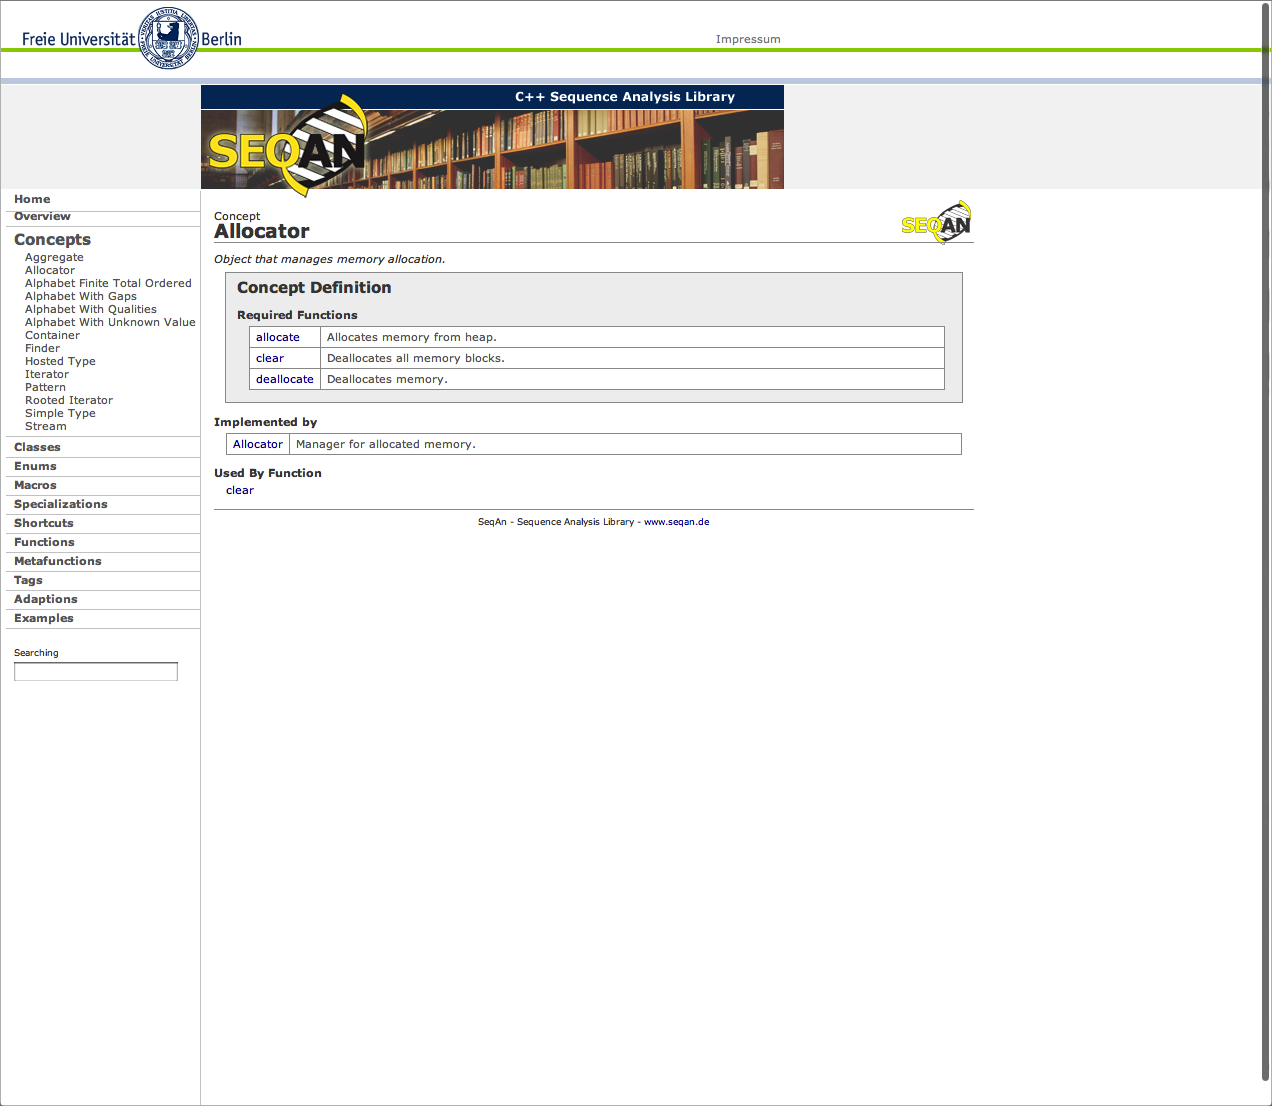 Freie Universität Berlin
Impressum
C++ Sequence Analysis Library
SEQAN
Home
Overview
Concepts
Aggregate
Allocator
Alphabet Finite Total Ordered
Alphabet With Gaps
Alphabet With Qualities
Alphabet With Unknown Value
Container
Finder
Hosted Type
Iterator
Pattern
Rooted Iterator
Simple Type
Stream
Classes
Enums
Macros
Specializations
Shortcuts
Functions
Metafunctions
Tags
Adaptions
Examples
Searching
Concept
Allocator
SEQAN
Object that manages memory allocation.
Concept Definition
Required Functions
allocate Allocates memory from heap.
clear Deallocates all memory blocks.
deallocate Deallocates memory.
Implemented by
Allocator Manager for allocated memory.
Used By Function
clear
SeqAn - Sequence Analysis Library - www.seqan.de